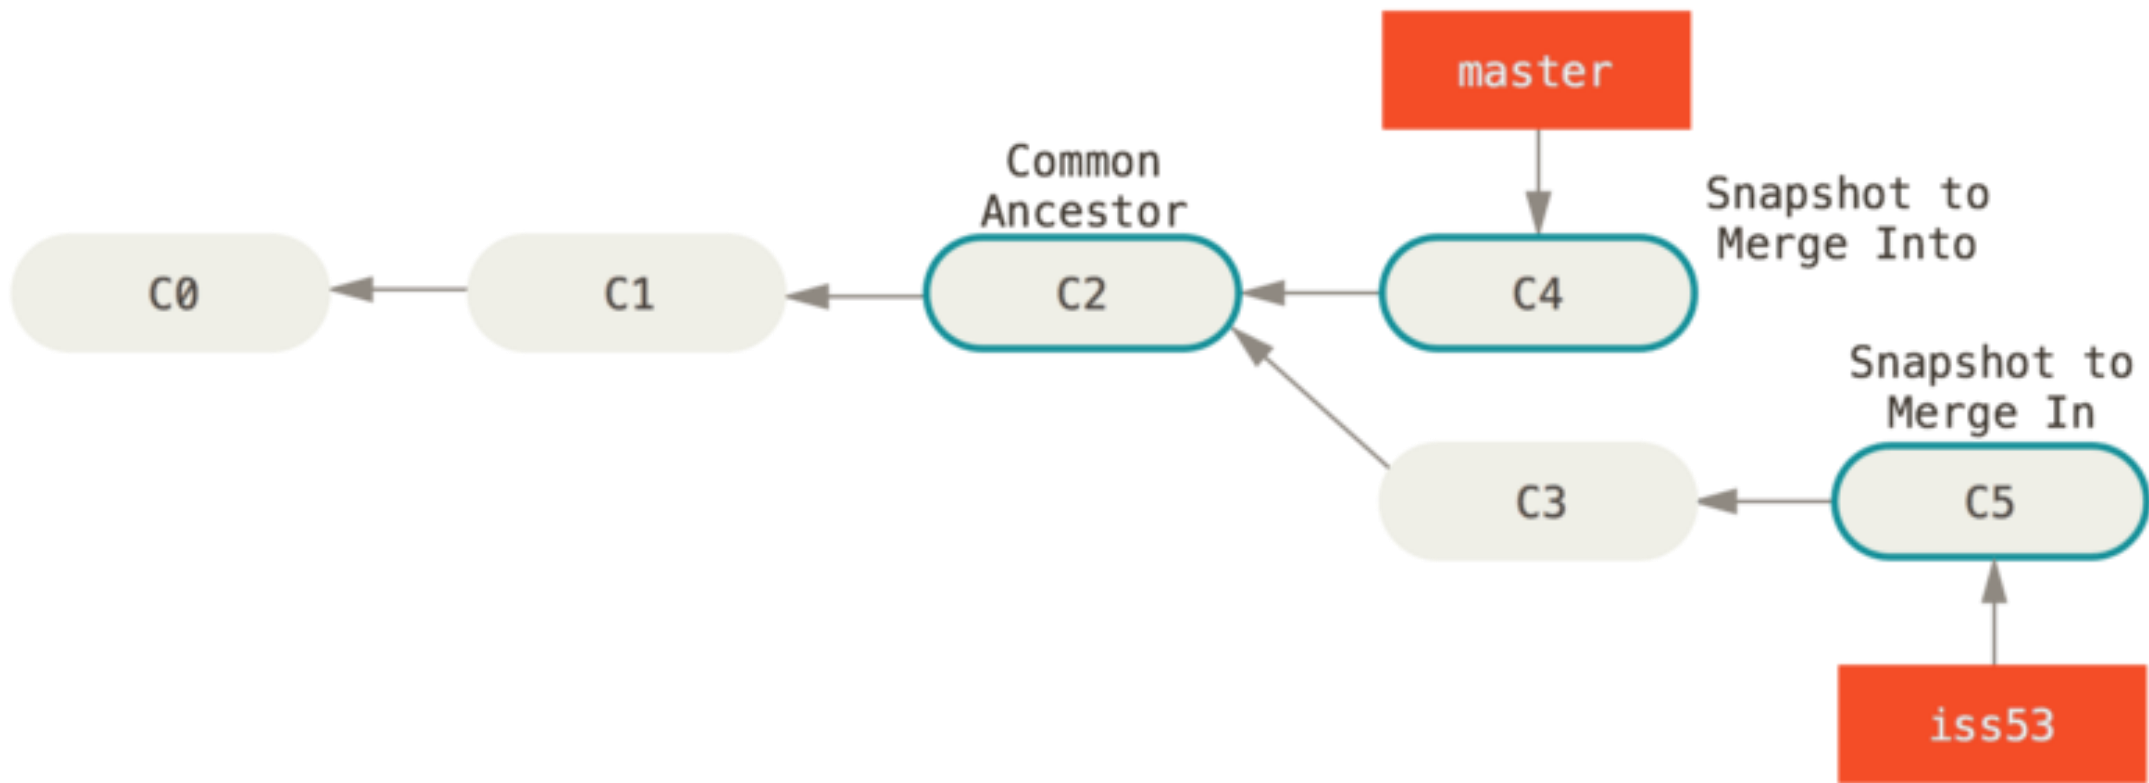 master
Common
Ancestor
Snapshot to
Merge Into
C0
C1
C2
C4
Snapshot to
Merge In
C3
C5
iss53